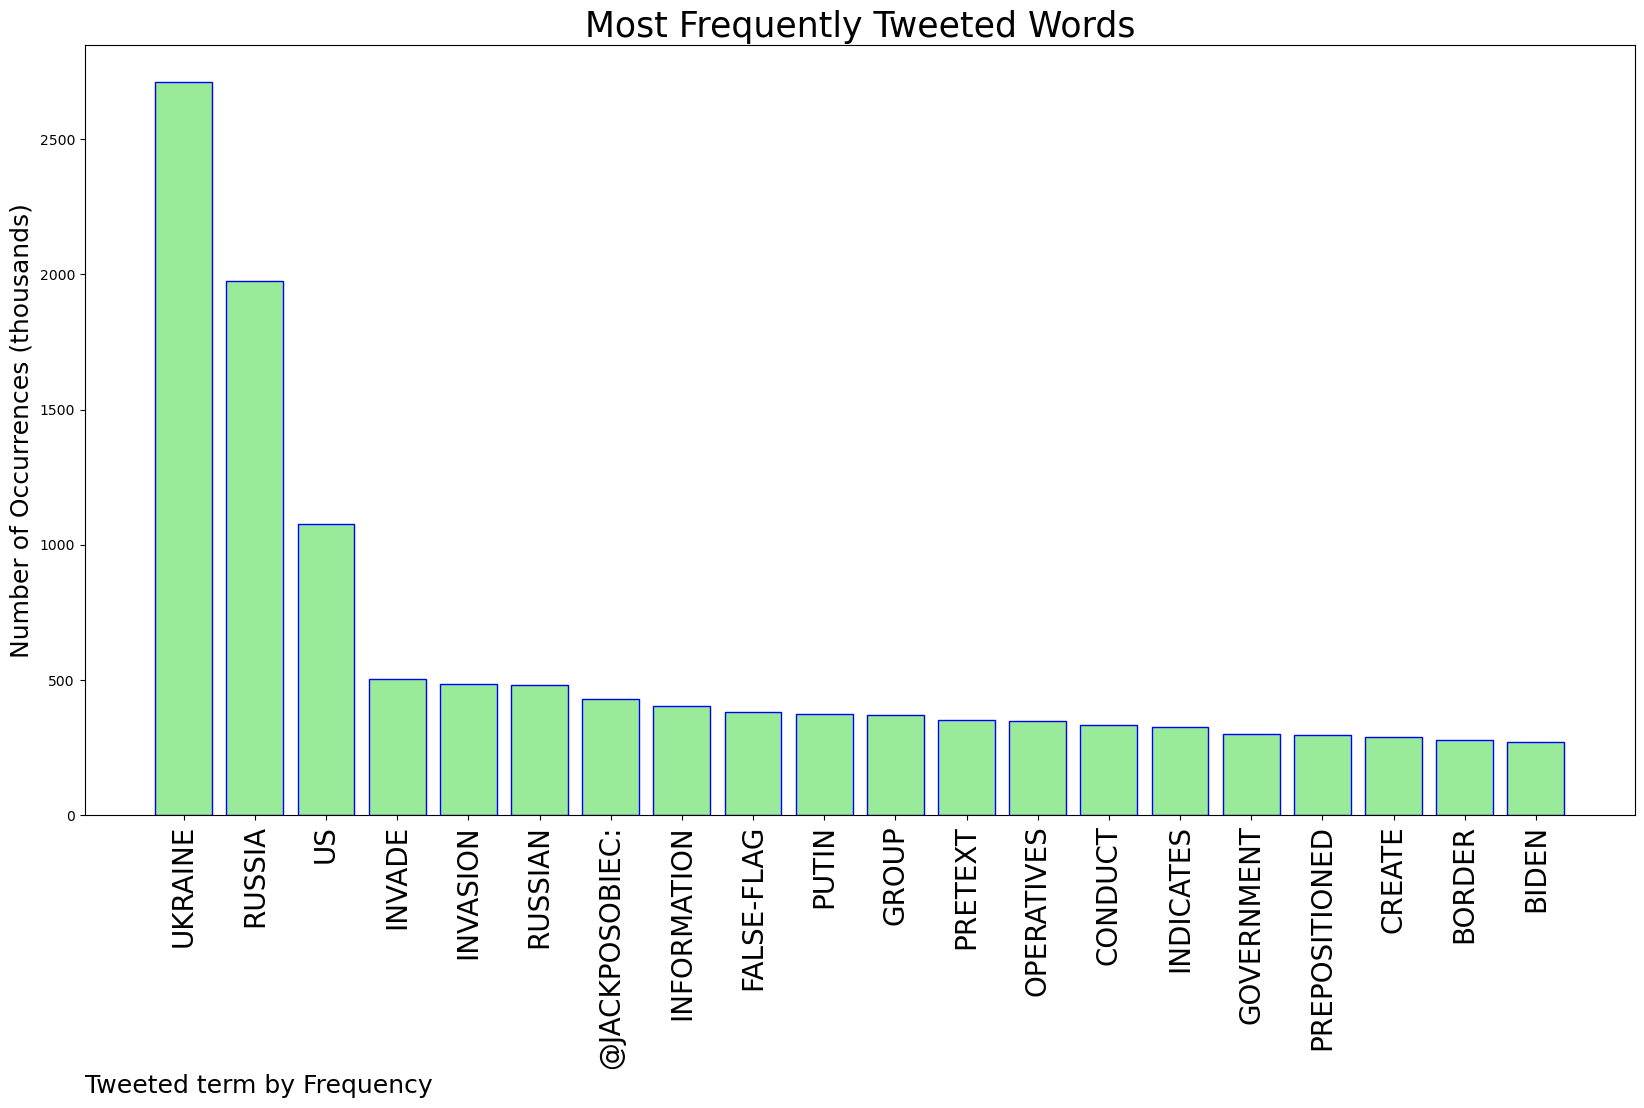 Most Frequently Tweeted Words
Number of Occurrences (thousands)
2500
2000
1500
1000
500
0
UKRAINE
RUSSIA
US
INVADE
INVASION
RUSSIAN
@JACKPOSOBIEC:
INFORMATION
FALSE-FLAG
PUTIN
GROUP
PRETEXT
OPERATIVES
CONDUCT
INDICATES
GOVERNMENT
PREPOSITIONED
CREATE
BORDER
BIDEN
Tweeted term by Frequency